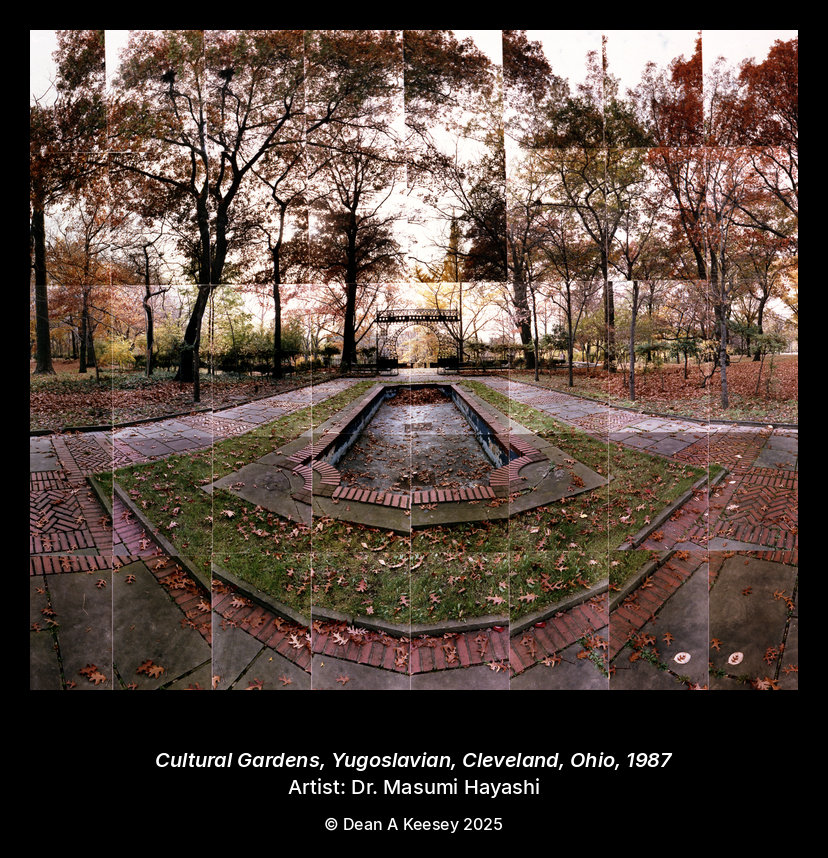 Cultural Gardens, Yugoslavian, Cleveland, Ohio, 1987
Artist: Dr. Masumi Hayashi
© Dean A Keesey 2025